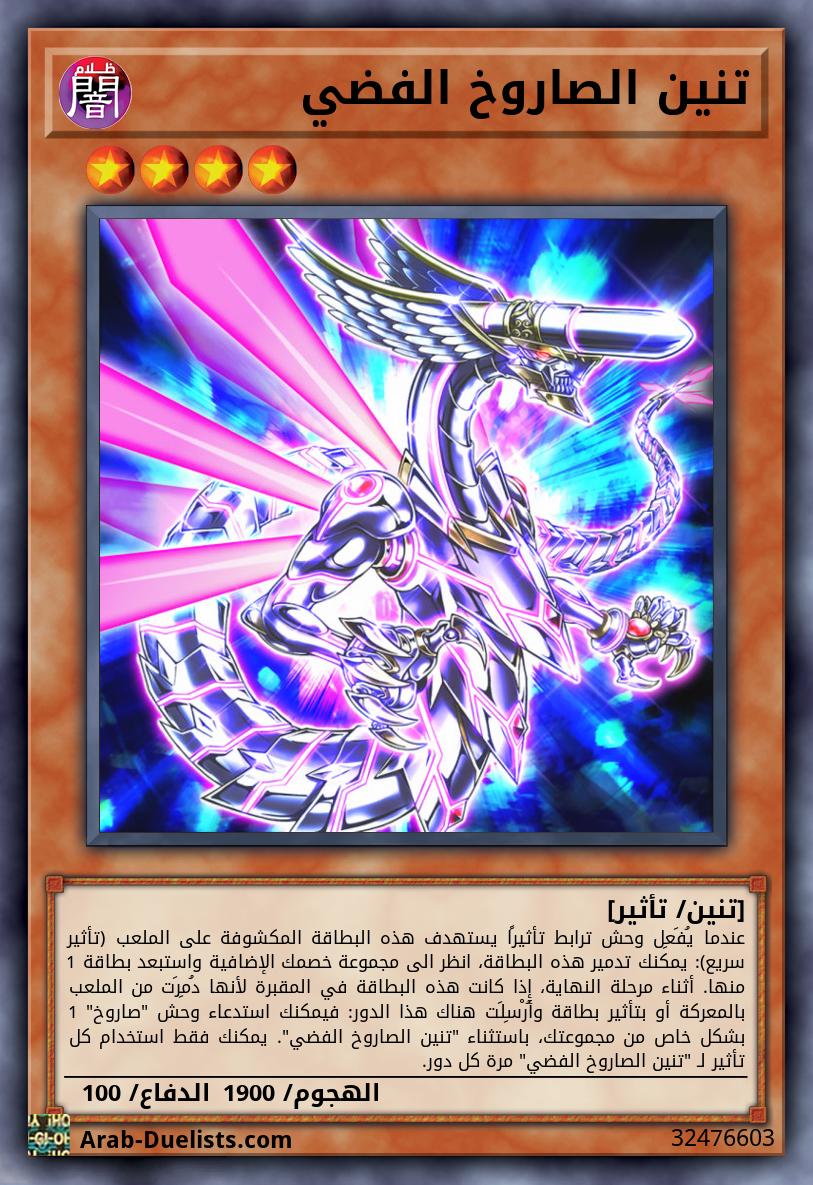 تنين الصاروخ الفضي
ظلام
闇
[تنين/ تأثير]
عندما يُفَعِل وحش ترابط تأثيراً يستهدف هذه البطاقة المكشوفة على الملعب (تأثير
سريع): يمكنك تدمير هذه البطاقة، انظر الى مجموعة خصمك الإضافية واستبعد بطاقة 1
منها. أثناء مرحلة النهاية، إذا كانت هذه البطاقة في المقبرة لأنها دُمِرَت من الملعب
بالمعركة أو بتأثير بطاقة وأُرْسِلَت هناك هذا الدور: فيمكنك استدعاء وحش "صاروخ" 1
بشكل خاص من مجموعتك، باستثناء "تنين الصاروخ الفضي". يمكنك فقط استخدام كل
تأثير لـ "تنين الصاروخ الفضي" مرة كل دور.
الهجوم/ 1900 الدفاع/ 100
Arab-Duelists.com
32476603